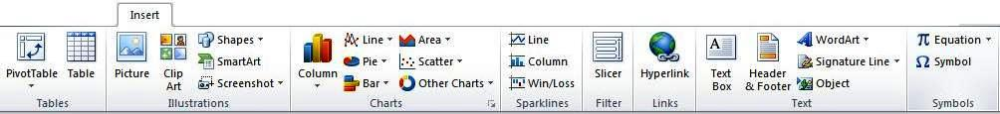 Insert
PivotTable
Table
Tables
Picture
Clip
Art
Shapes
SmartArt
Screenshot
Illustrations
Column
Line
Pie
Bar
Area
Scatter
Other Charts
Charts
Line
Column
Win/Loss
Sparklines
Slicer
Filter
Hyperlink
Links
Text
Box
Header
& Footer
WordArt
Signature Line
Object
Text
Equation
Symbol
Symbols